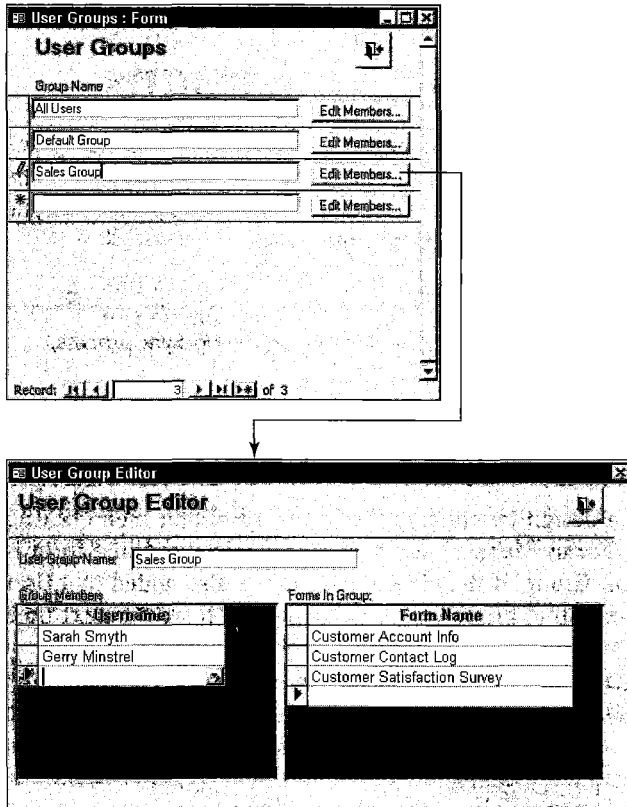 User Groups : Form
User Groups
Group Name
All Users
Edit Members...
Default Group
Edit Members...
Sales Group
Edit Members...
*
Edit Members...
Record: 3 of 3
User Group Editor
User Group Editor
User Group Name: Sales Group
Group Members
Forms In Group:
Username
Form Name
Sarah Smyth
Customer Account Info
Gerry Minstrel
Customer Contact Log
Customer Satisfaction Survey